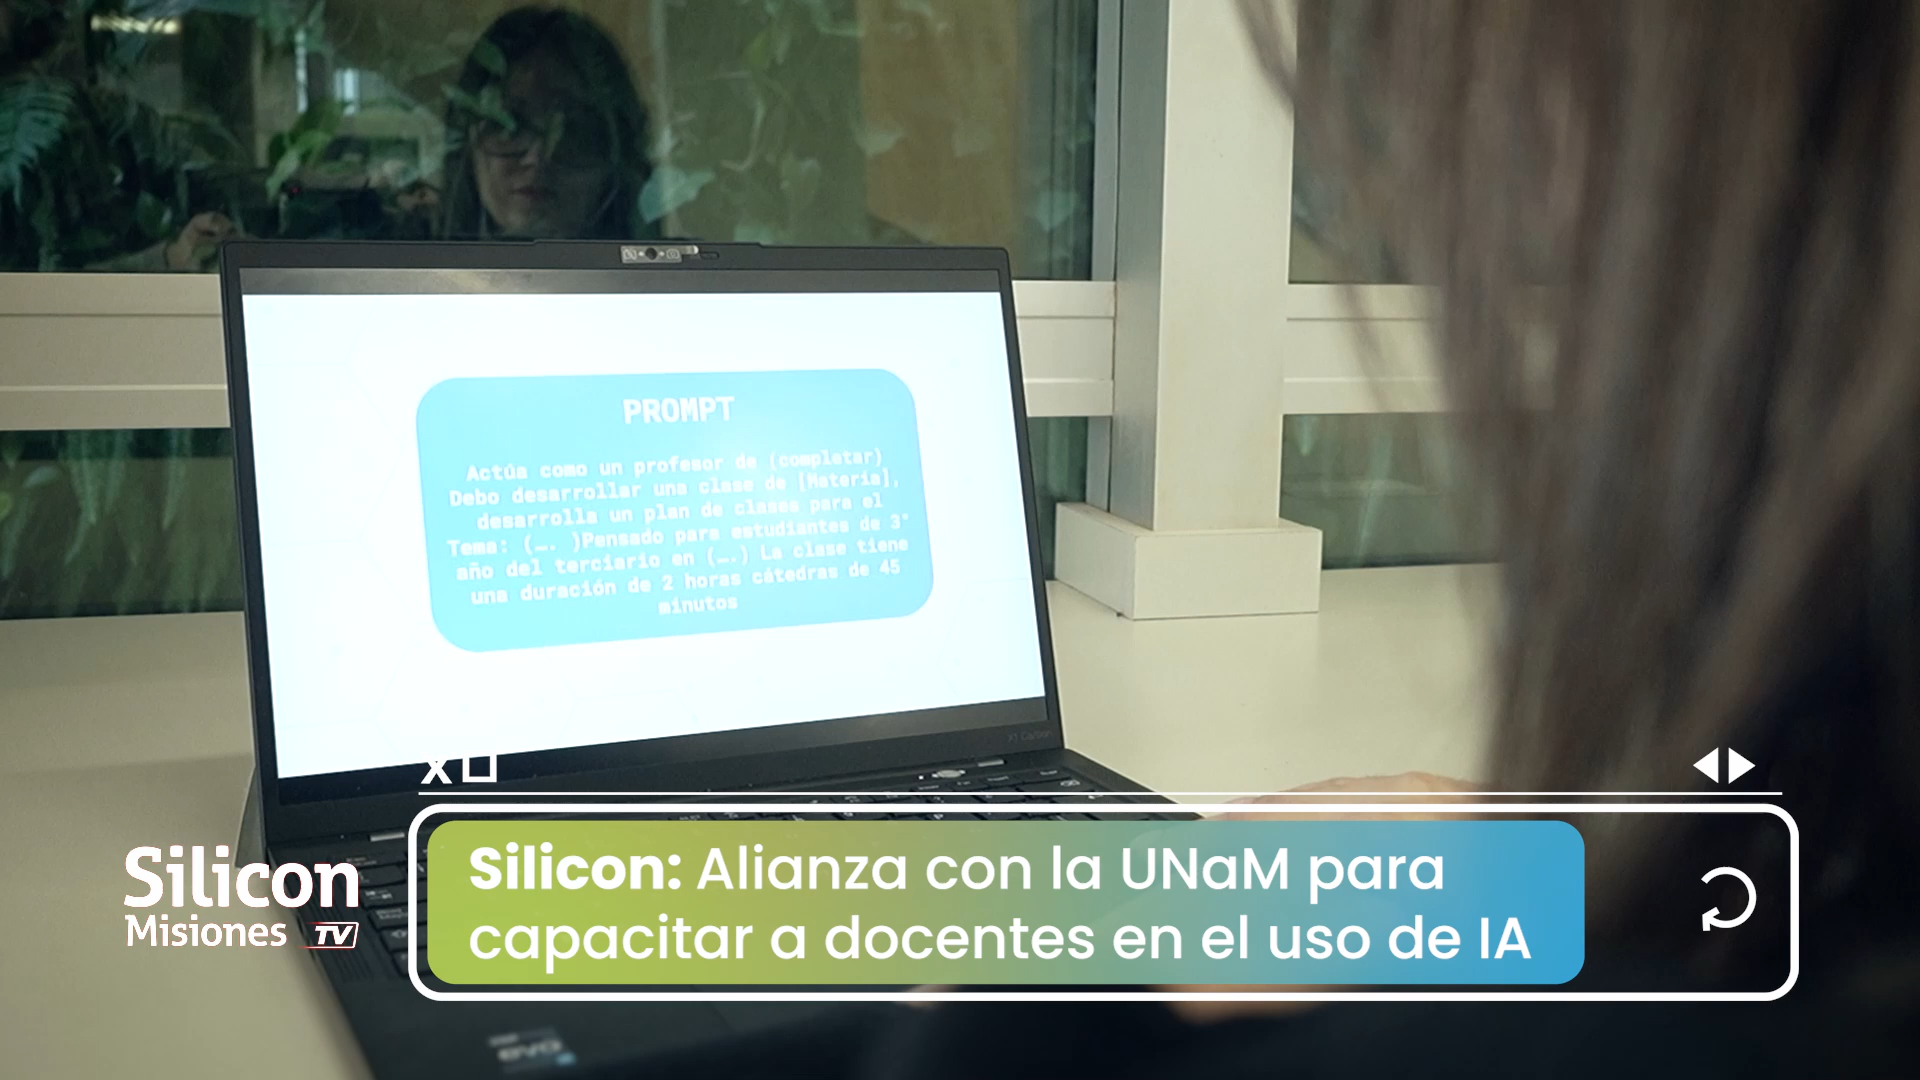 PROMPT
Actúa como un profesor de (completar)
Debo desarrollar una clase de [Materia],
desarrolla un plan de clases para el
Tema: (…. )Pensado para estudiantes de 3°
año del terciario en (….) La clase tiene
una duración de 2 horas cátedras de 45
minutos
X1 Carbon
Silicon
Misiones TV
Silicon: Alianza con la UNaM para
capacitar a docentes en el uso de IA
evo